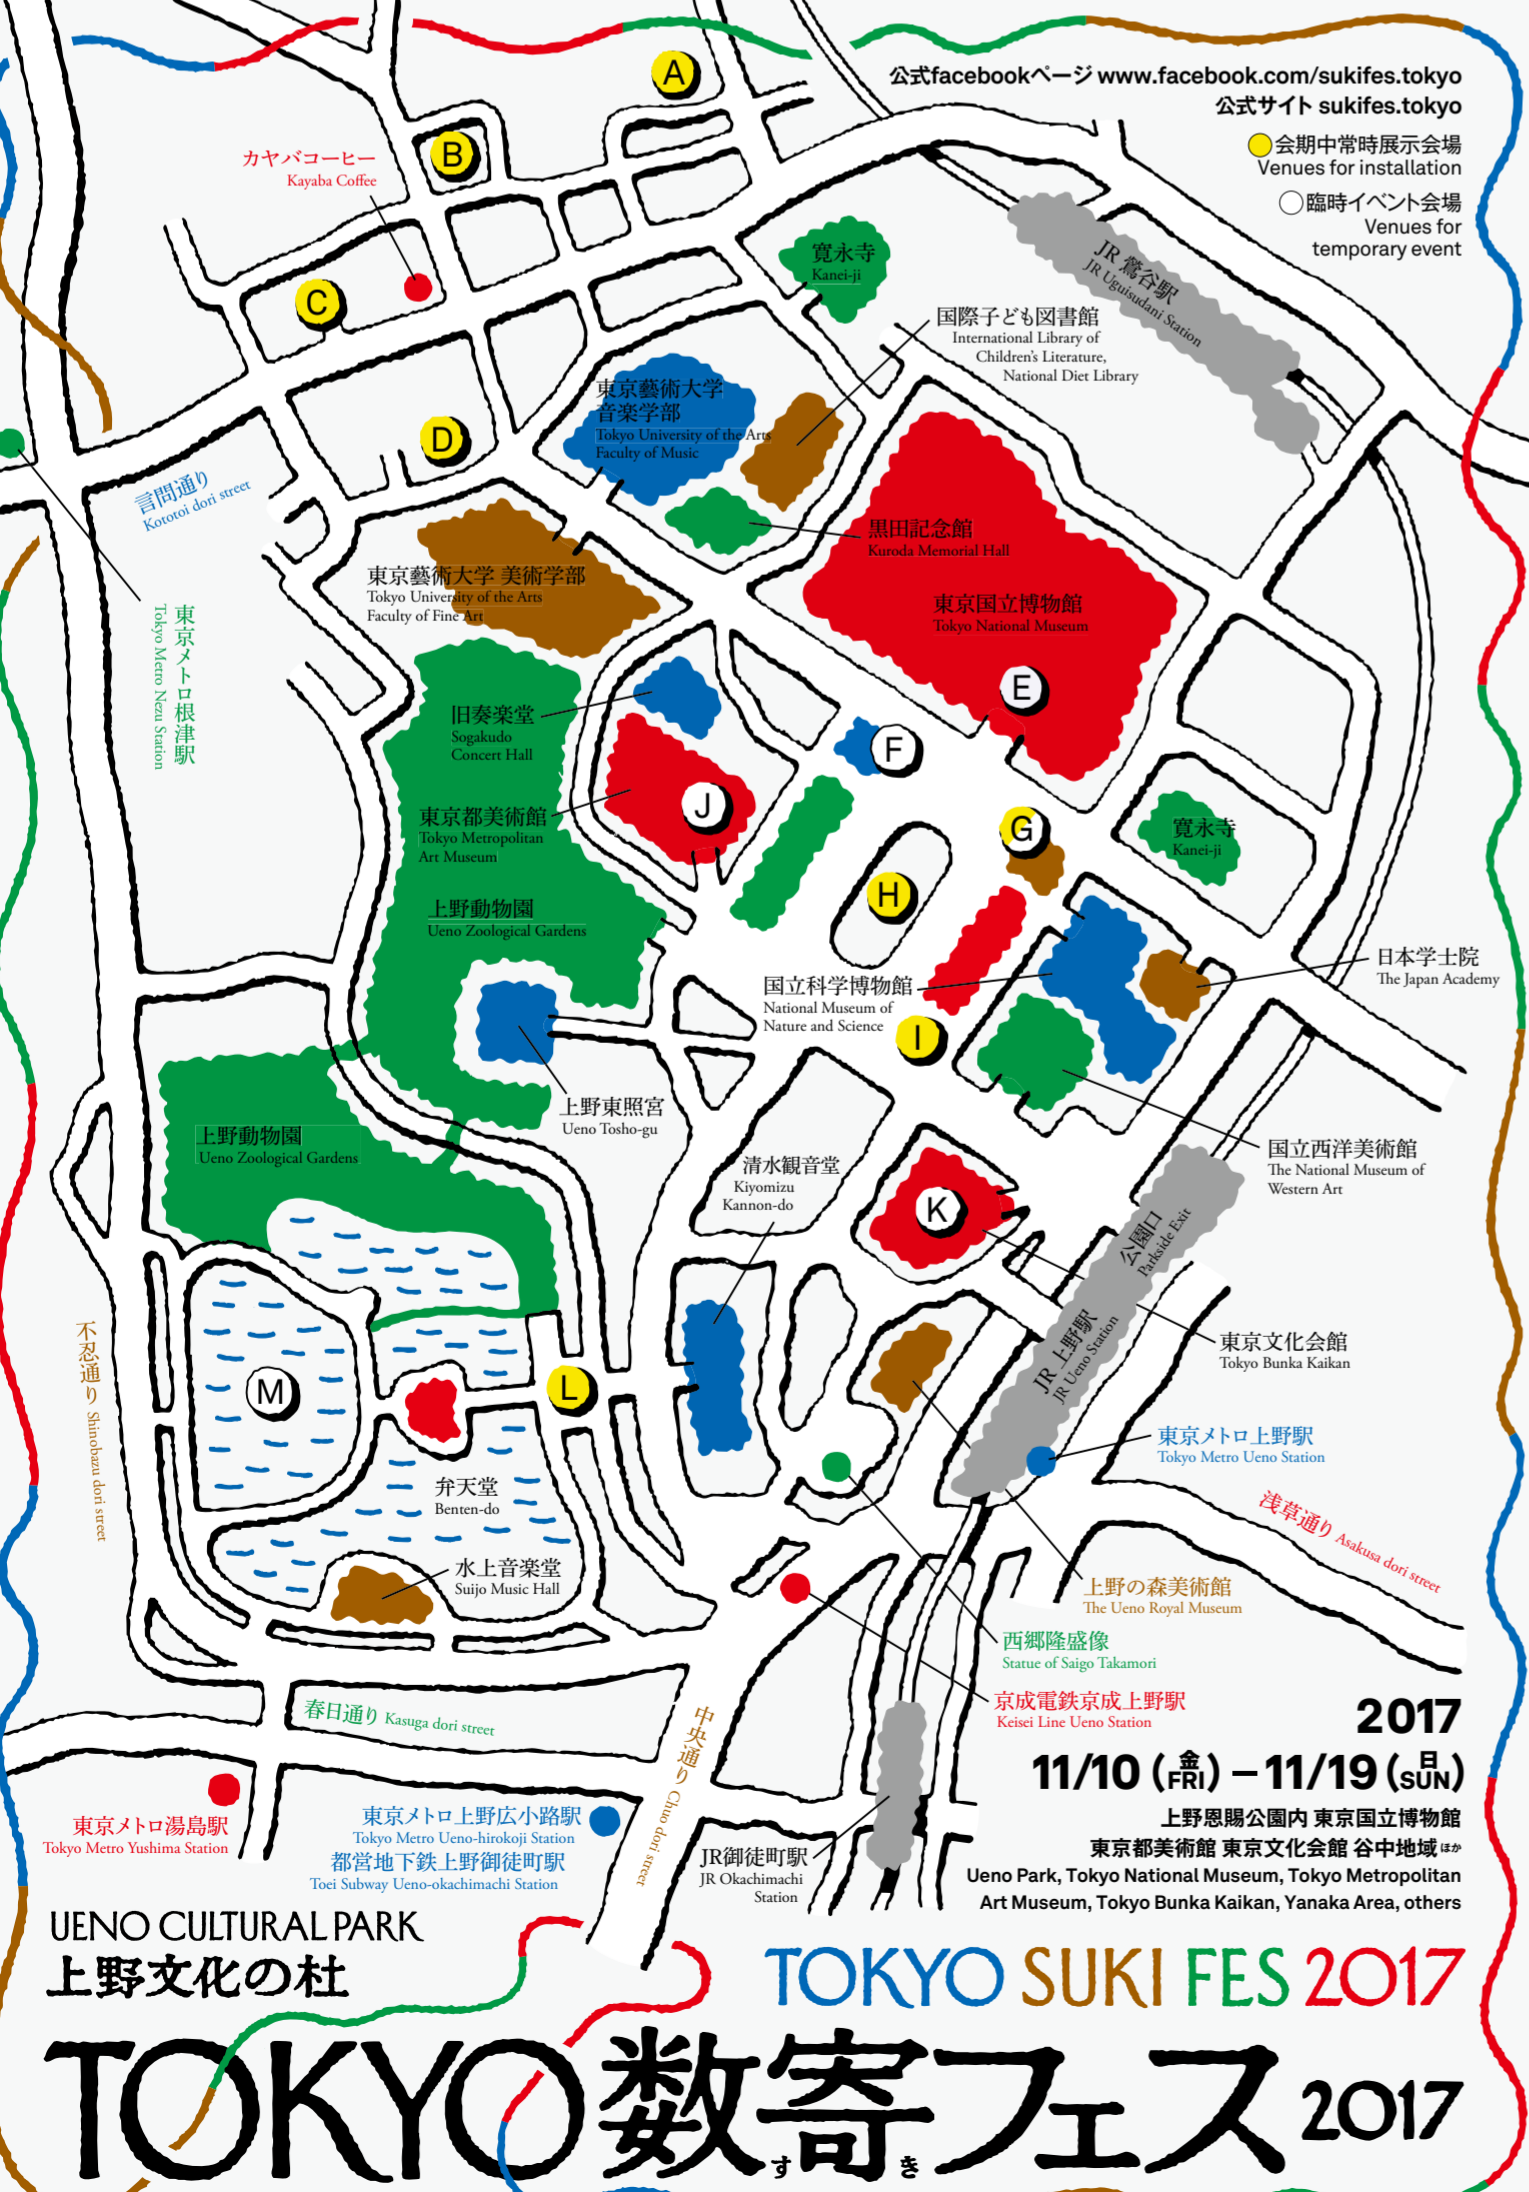 公式facebookページ www.facebook.com/sukifes.tokyo
公式サイト sukifes.tokyo
会期中常時展示会場
Venues for installation
臨時イベント会場
Venues for
temporary event
A
B
カヤバコーヒー
Kayaba Coffee
C
D
寛永寺
Kanei-ji
JR 鶯谷駅
JR Uguisudani Station
国際子ども図書館
International Library of
Children's Literature,
National Diet Library
東京藝術大学
音楽学部
Tokyo University of the Arts
Faculty of Music
言問通り
Kototoi dori street
黒田記念館
Kuroda Memorial Hall
東京藝術大学 美術学部
Tokyo University of the Arts
Faculty of Fine Art
東京国立博物館
Tokyo National Museum
東京メトロ根津駅
Tokyo Metro Nezu Station
E
旧奏楽堂
Sogakudo
Concert Hall
F
J
東京都美術館
Tokyo Metropolitan
Art Museum
G
寛永寺
Kanei-ji
H
上野動物園
Ueno Zoological Gardens
日本学士院
The Japan Academy
国立科学博物館
National Museum of
Nature and Science
I
上野東照宮
Ueno Tosho-gu
上野動物園
Ueno Zoological Gardens
清水観音堂
Kiyomizu
Kannon-do
国立西洋美術館
The National Museum of
Western Art
K
公園口
Parkside Exit
JR 上野駅
JR Ueno Station
東京文化会館
Tokyo Bunka Kaikan
不忍通り Shinobazu dori street
M
L
東京メトロ上野駅
Tokyo Metro Ueno Station
弁天堂
Benten-do
浅草通り Asakusa dori street
水上音楽堂
Suijo Music Hall
上野の森美術館
The Ueno Royal Museum
西郷隆盛像
Statue of Saigo Takamori
京成電鉄京成上野駅
Keisei Line Ueno Station
春日通り Kasuga dori street
中央通り Chuo dori street
東京メトロ湯島駅
Tokyo Metro Yushima Station
東京メトロ上野広小路駅
Tokyo Metro Ueno-hirokoji Station
都営地下鉄上野御徒町駅
Toei Subway Ueno-okachimachi Station
JR御徒町駅
JR Okachimachi
Station
2017
11/10 (金 FRI) – 11/19 (日 SUN)
上野恩賜公園内 東京国立博物館
東京都美術館 東京文化会館 谷中地域 ほか
Ueno Park, Tokyo National Museum, Tokyo Metropolitan
Art Museum, Tokyo Bunka Kaikan, Yanaka Area, others
UENO CULTURAL PARK
上野文化の杜
TOKYO SUKI FES 2017
TOKYO数寄フェス2017
すき